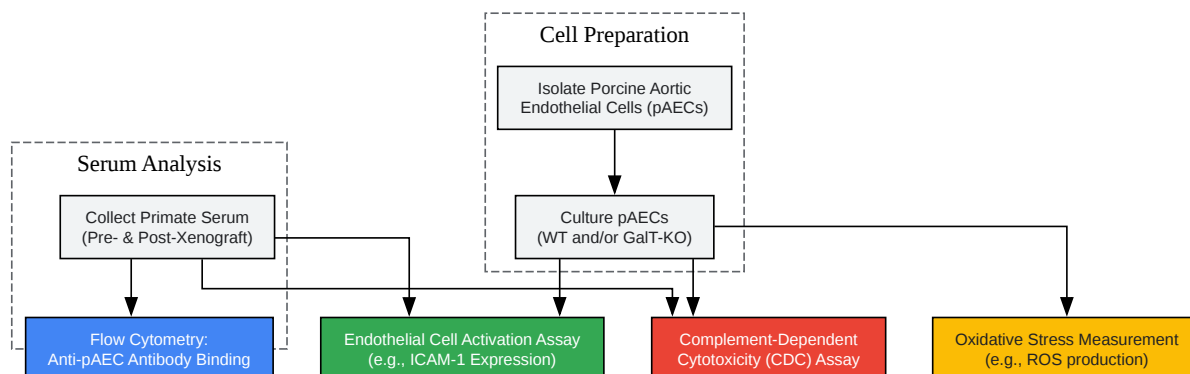 Cell Preparation
Isolate Porcine Aortic
Endothelial Cells (pAECs)
Serum Analysis
Collect Primate Serum
(Pre- & Post-Xenograft)
Culture pAECs
(WT and/or GalT-KO)
Flow Cytometry:
Anti-pAEC Antibody Binding
Endothelial Cell Activation Assay
(e.g., ICAM-1 Expression)
Complement-Dependent
Cytotoxicity (CDC) Assay
Oxidative Stress Measurement
(e.g., ROS production)